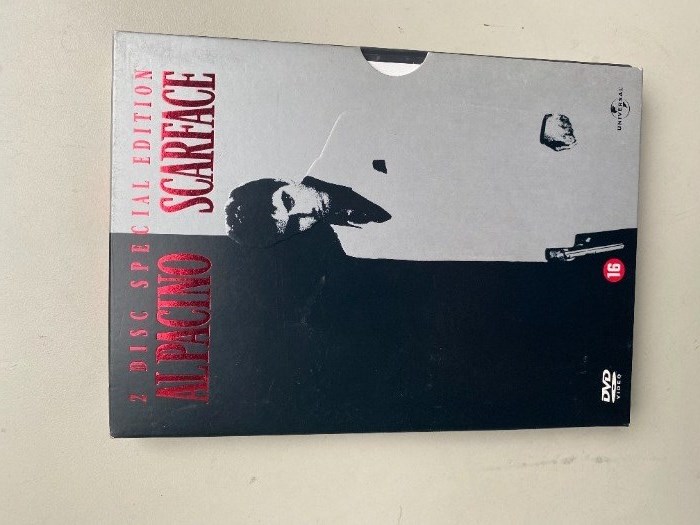 2 DISC SPECIAL EDITION
AL PACINO SCARFACE
UNIVERSAL
16
DVD
VIDEO